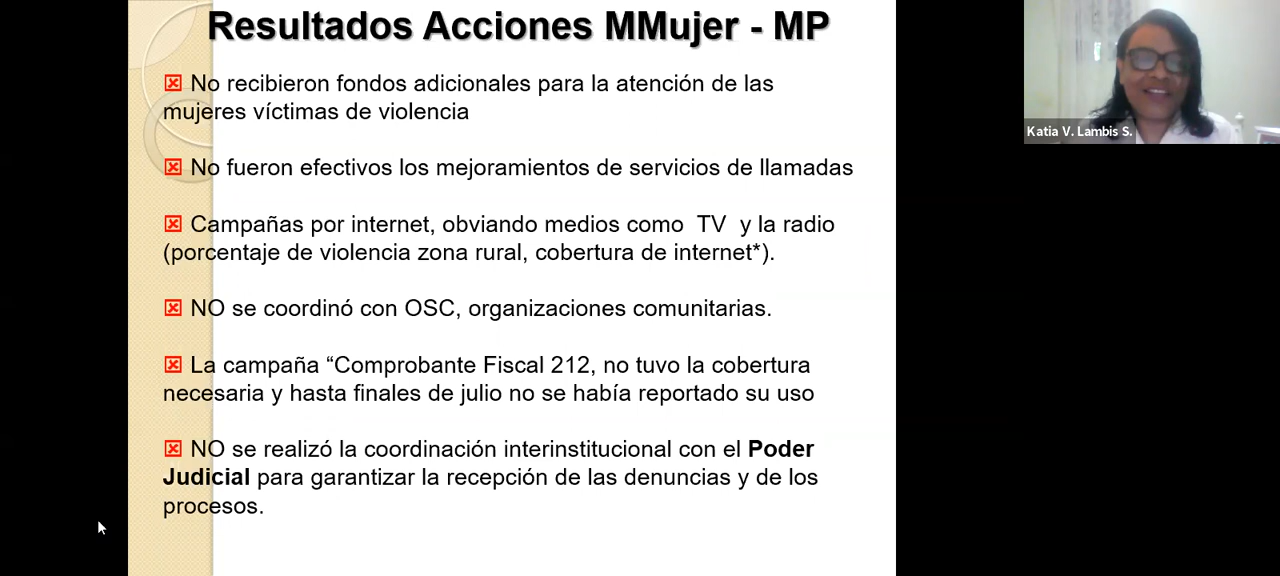 Resultados Acciones MMujer - MP
No recibieron fondos adicionales para la atención de las
mujeres víctimas de violencia
No fueron efectivos los mejoramientos de servicios de llamadas
Campañas por internet, obviando medios como TV y la radio
(porcentaje de violencia zona rural, cobertura de internet*).
NO se coordinó con OSC, organizaciones comunitarias.
La campaña “Comprobante Fiscal 212, no tuvo la cobertura
necesaria y hasta finales de julio no se había reportado su uso
NO se realizó la coordinación interinstitucional con el Poder
Judicial para garantizar la recepción de las denuncias y de los
procesos.
Katia V. Lambis S.